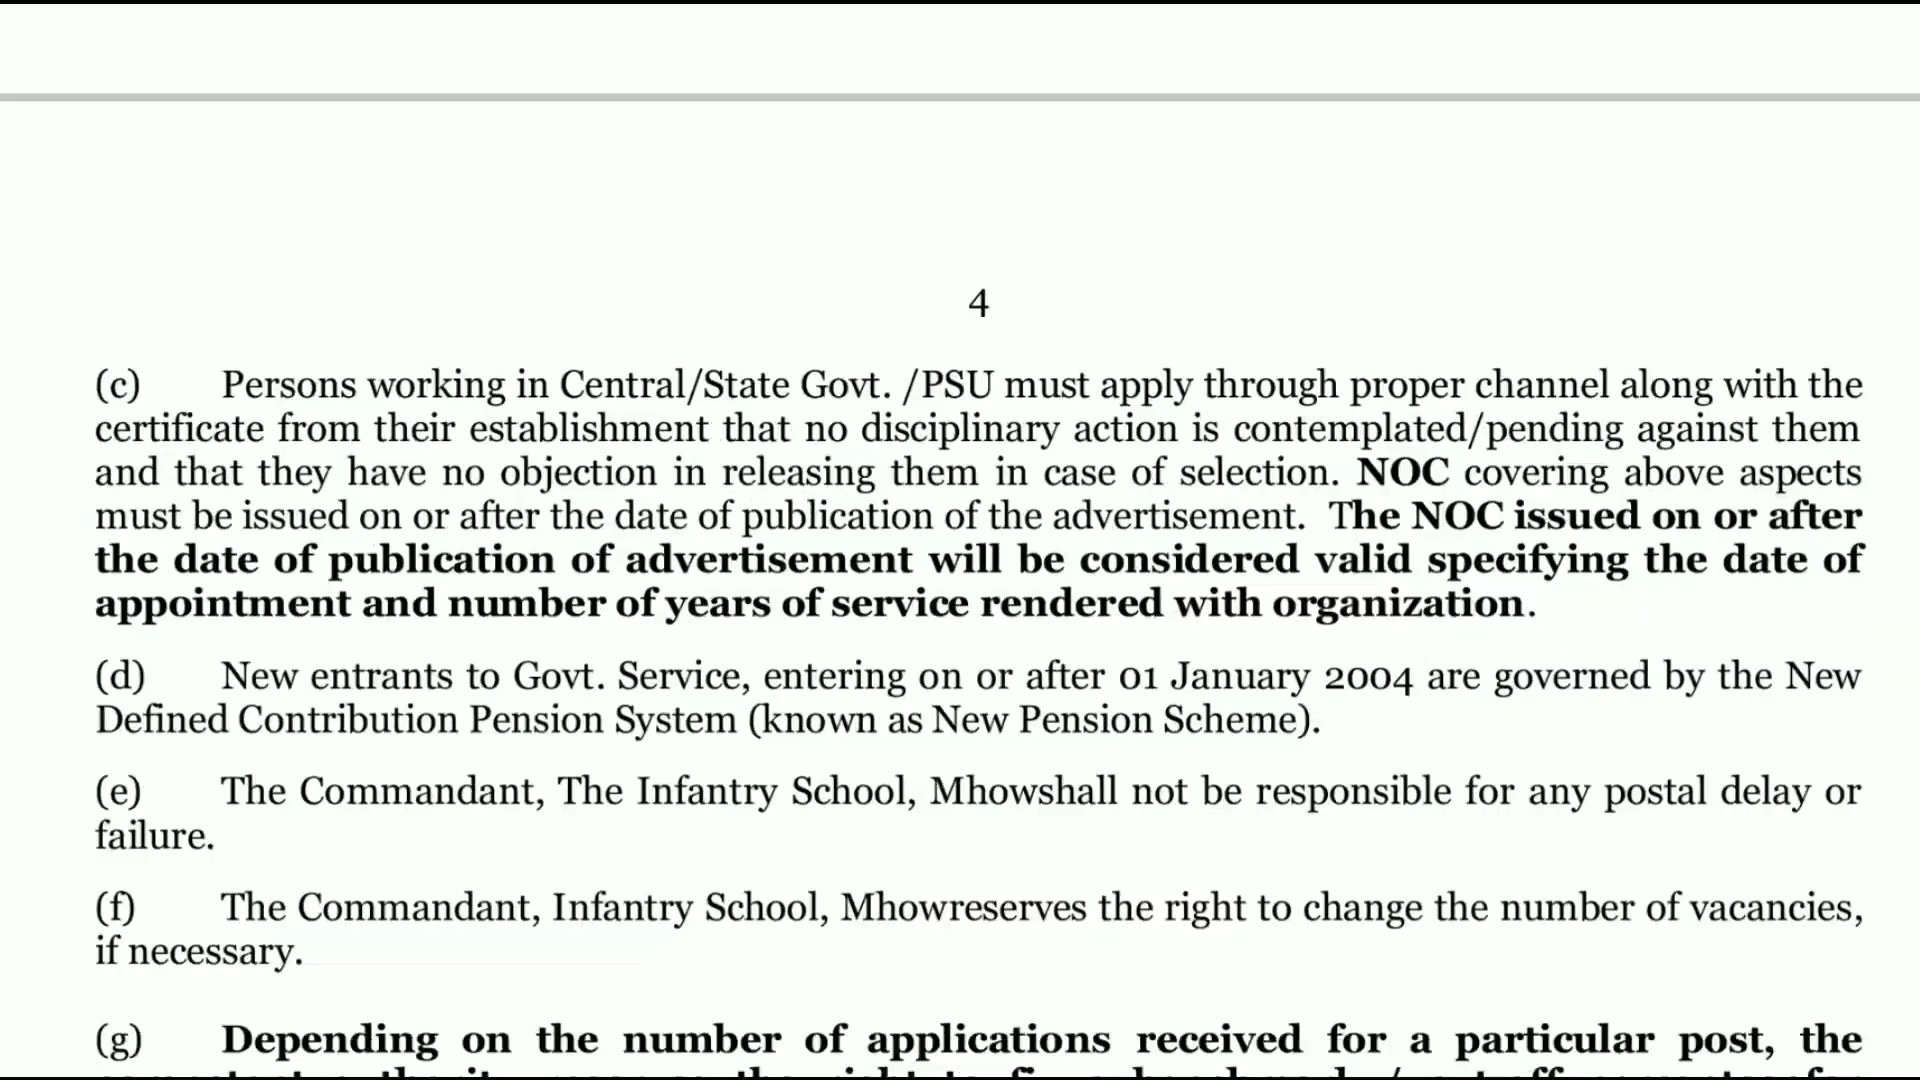 4
(c) Persons working in Central/State Govt. /PSU must apply through proper channel along with the
certificate from their establishment that no disciplinary action is contemplated/pending against them
and that they have no objection in releasing them in case of selection. NOC covering above aspects
must be issued on or after the date of publication of the advertisement. The NOC issued on or after
the date of publication of advertisement will be considered valid specifying the date of
appointment and number of years of service rendered with organization.
(d) New entrants to Govt. Service, entering on or after 01 January 2004 are governed by the New
Defined Contribution Pension System (known as New Pension Scheme).
(e) The Commandant, The Infantry School, Mhowshall not be responsible for any postal delay or
failure.
(f) The Commandant, Infantry School, Mhowreserves the right to change the number of vacancies,
if necessary.
(g) Depending on the number of applications received for a particular post, the